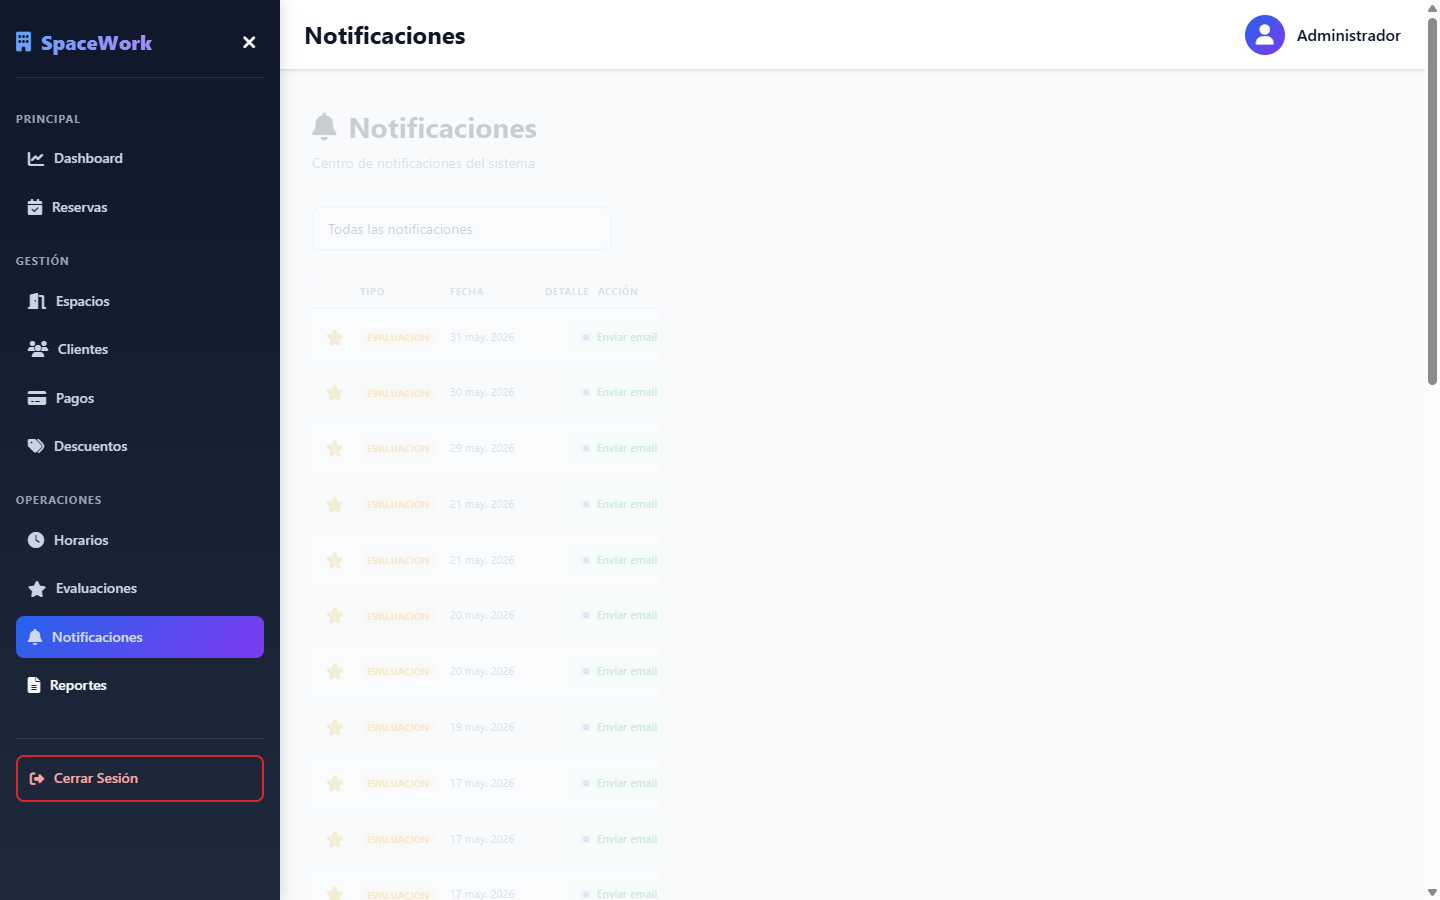 SpaceWork
PRINCIPAL
Dashboard
Reservas
GESTIÓN
Espacios
Clientes
Pagos
Descuentos
OPERACIONES
Horarios
Evaluaciones
Notificaciones
Reportes
Cerrar Sesión
Notificaciones
Administrador
Notificaciones
Centro de notificaciones del sistema
Todas las notificaciones
TIPO FECHA DETALLE ACCIÓN
EVALUACION 31 may. 2026 Enviar email
EVALUACION 30 may. 2026 Enviar email
EVALUACION 29 may. 2026 Enviar email
EVALUACION 21 may. 2026 Enviar email
EVALUACION 21 may. 2026 Enviar email
EVALUACION 20 may. 2026 Enviar email
EVALUACION 20 may. 2026 Enviar email
EVALUACION 19 may. 2026 Enviar email
EVALUACION 17 may. 2026 Enviar email
EVALUACION 17 may. 2026 Enviar email
EVALUACION 17 may. 2026 Enviar email